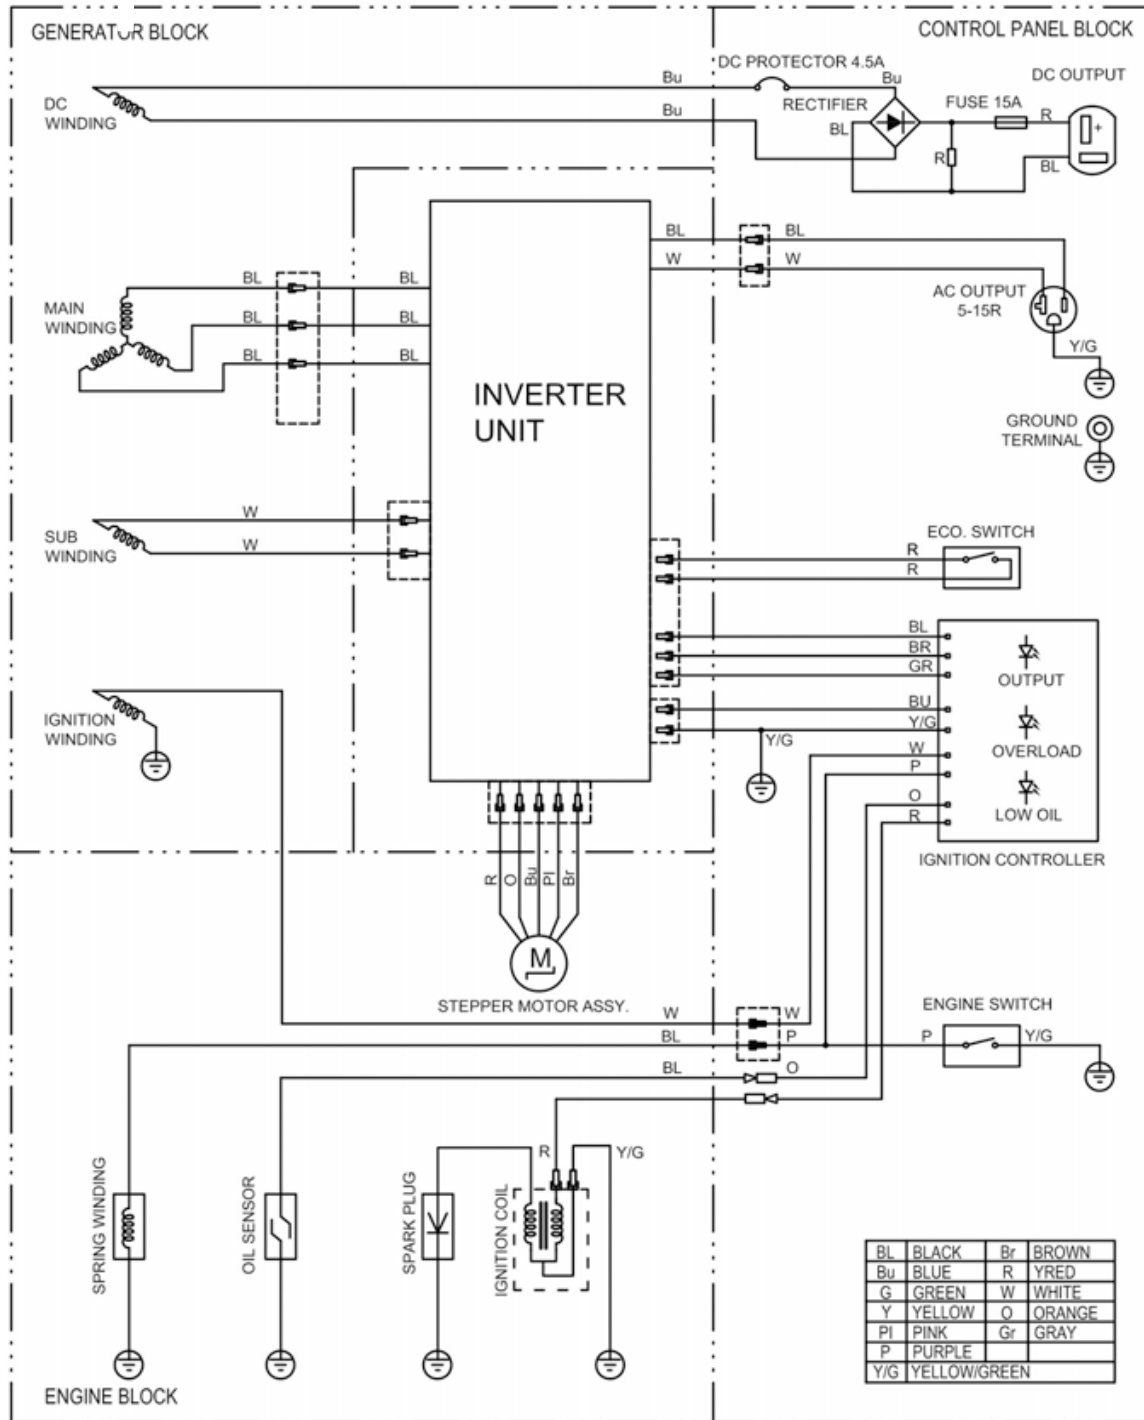 GENERATOR BLOCK
CONTROL PANEL BLOCK
DC PROTECTOR 4.5A
DC OUTPUT
Bu
Bu
RECTIFIER
FUSE 15A
DC
WINDING
Bu
BL
R
R
+
BL
BL
BL
W
W
AC OUTPUT
5-15R
Y/G
MAIN
WINDING
BL
BL
BL
BL
BL
BL
INVERTER
UNIT
GROUND
TERMINAL
SUB
WINDING
W
W
ECO. SWITCH
R
R
BL
BR
GR
BU
Y/G
Y/G
W
P
O
R
OUTPUT
OVERLOAD
LOW OIL
IGNITION CONTROLLER
IGNITION
WINDING
R
O
Bu
PI
Br
M
STEPPER MOTOR ASSY.
ENGINE SWITCH
W
W
BL
P
P
Y/G
BL
O
R
Y/G
SPRING WINDING
OIL SENSOR
SPARK PLUG
IGNITION COIL
ENGINE BLOCK
BL BLACK Br BROWN
Bu BLUE R YRED
G GREEN W WHITE
Y YELLOW O ORANGE
PI PINK Gr GRAY
P PURPLE
Y/G YELLOW/GREEN